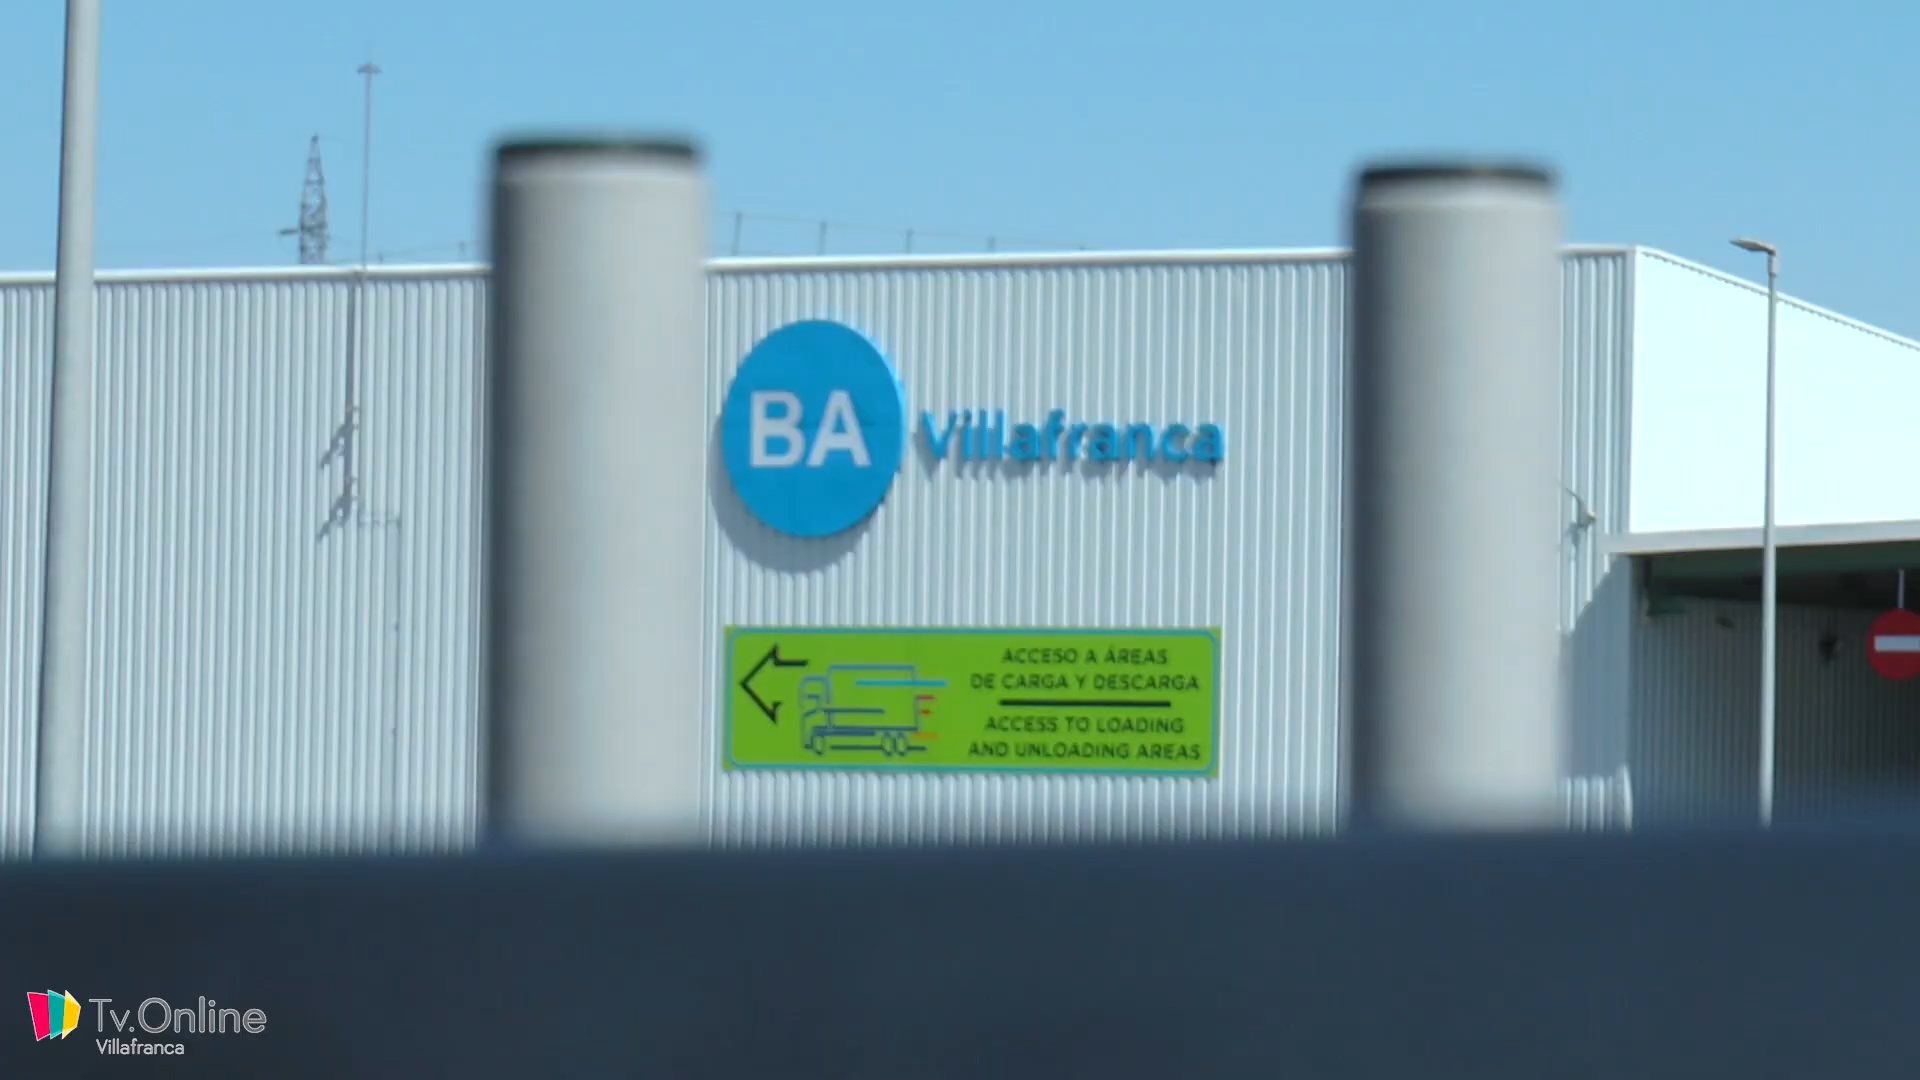 BA
Villafranca
ACCESO A ÁREAS
DE CARGA Y DESCARGA
ACCESS TO LOADING
AND UNLOADING AREAS
Tv.Online
Villafranca